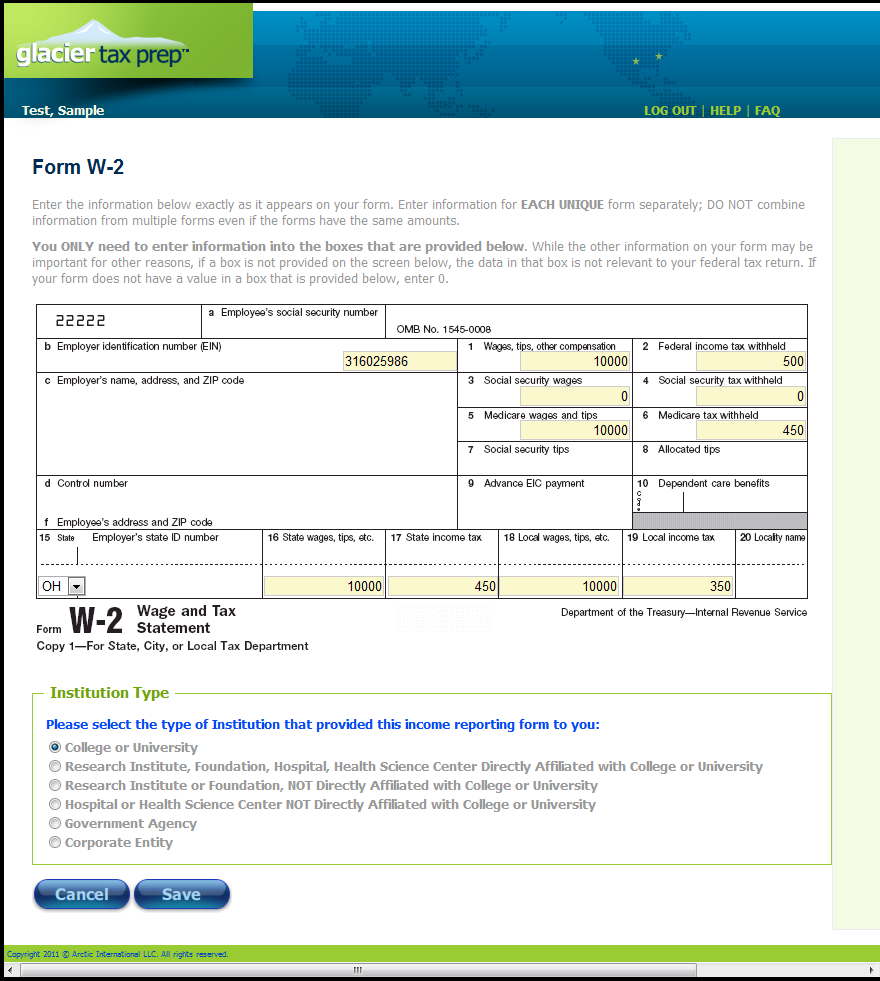 glacier tax prep™
Test, Sample
LOG OUT | HELP | FAQ
Form W-2
Enter the information below exactly as it appears on your form. Enter information for EACH UNIQUE form separately; DO NOT combine
information from multiple forms even if the forms have the same amounts.
You ONLY need to enter information into the boxes that are provided below. While the other information on your form may be
important for other reasons, if a box is not provided on the screen below, the data in that box is not relevant to your federal tax return. If
your form does not have a value in a box that is provided below, enter 0.
22222
a Employee's social security number
OMB No. 1545-0008
b Employer identification number (EIN)
316025986
1 Wages, tips, other compensation
10000
2 Federal income tax withheld
500
c Employer's name, address, and ZIP code
3 Social security wages
0
4 Social security tax withheld
0
5 Medicare wages and tips
10000
6 Medicare tax withheld
450
7 Social security tips
8 Allocated tips
d Control number
9 Advance EIC payment
10 Dependent care benefits
Code
f Employee's address and ZIP code
15 State Employer's state ID number
16 State wages, tips, etc.
17 State income tax
18 Local wages, tips, etc.
19 Local income tax
20 Locality name
OH
10000
450
10000
350
Form W-2 Wage and Tax
Statement
Department of the Treasury—Internal Revenue Service
Copy 1—For State, City, or Local Tax Department
Institution Type
Please select the type of Institution that provided this income reporting form to you:
College or University
Research Institute, Foundation, Hospital, Health Science Center Directly Affiliated with College or University
Research Institute or Foundation, NOT Directly Affiliated with College or University
Hospital or Health Science Center NOT Directly Affiliated with College or University
Government Agency
Corporate Entity
Cancel
Save
Copyright 2011 © Arctic International LLC. All rights reserved.